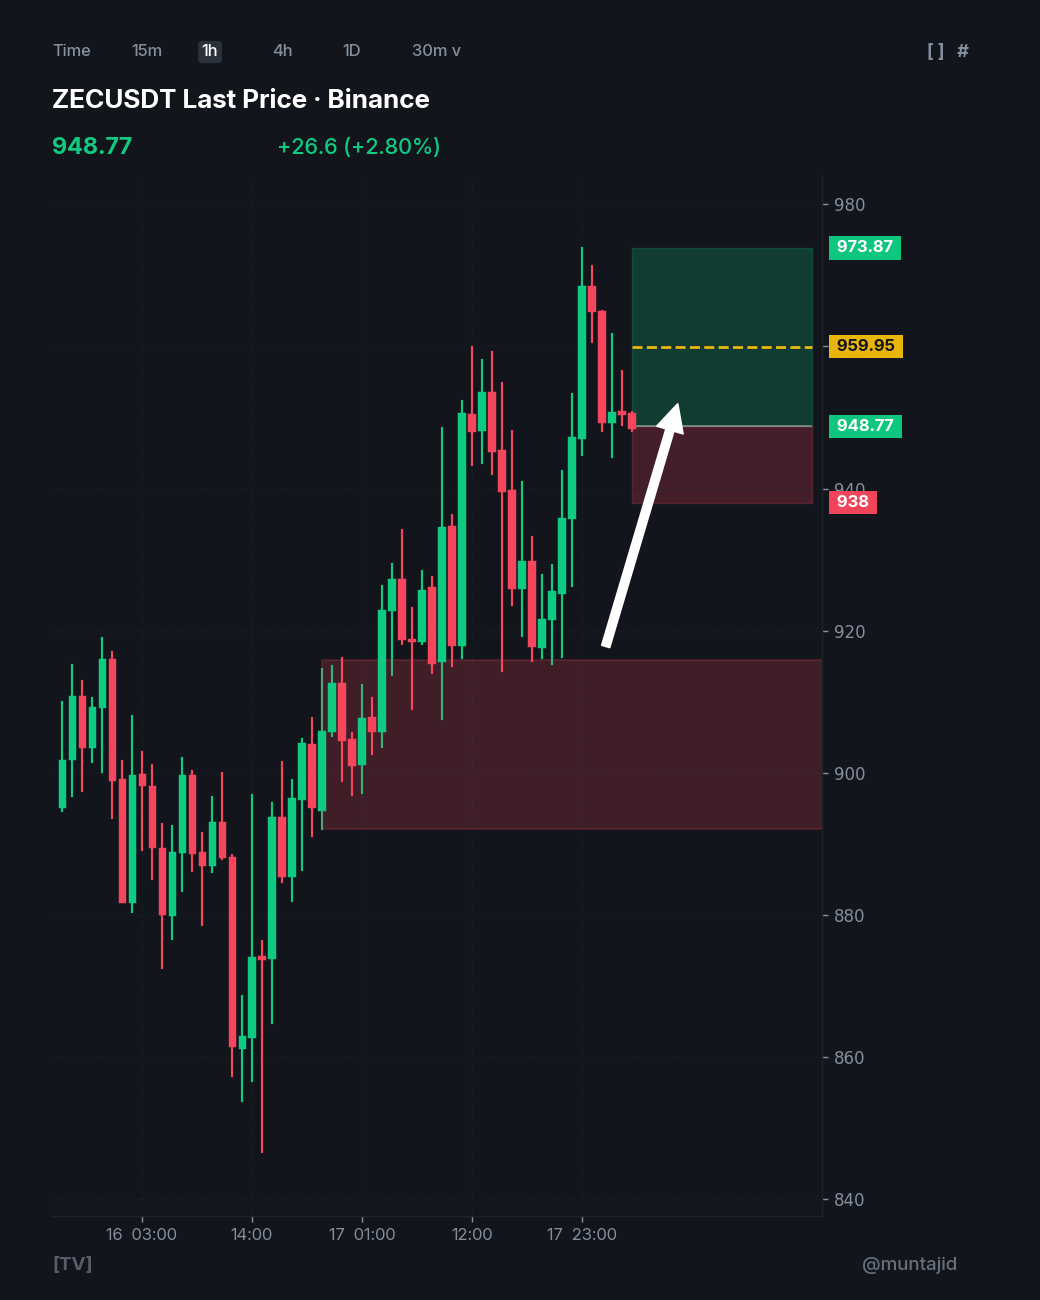 Time 15m 1h 4h 1D 30m v [ ] #
ZECUSDT Last Price · Binance
948.77 +26.6 (+2.80%)
980
973.87
959.95
948.77
940
938
920
900
880
860
840
16 03:00 14:00 17 01:00 12:00 17 23:00
[TV] @muntajid